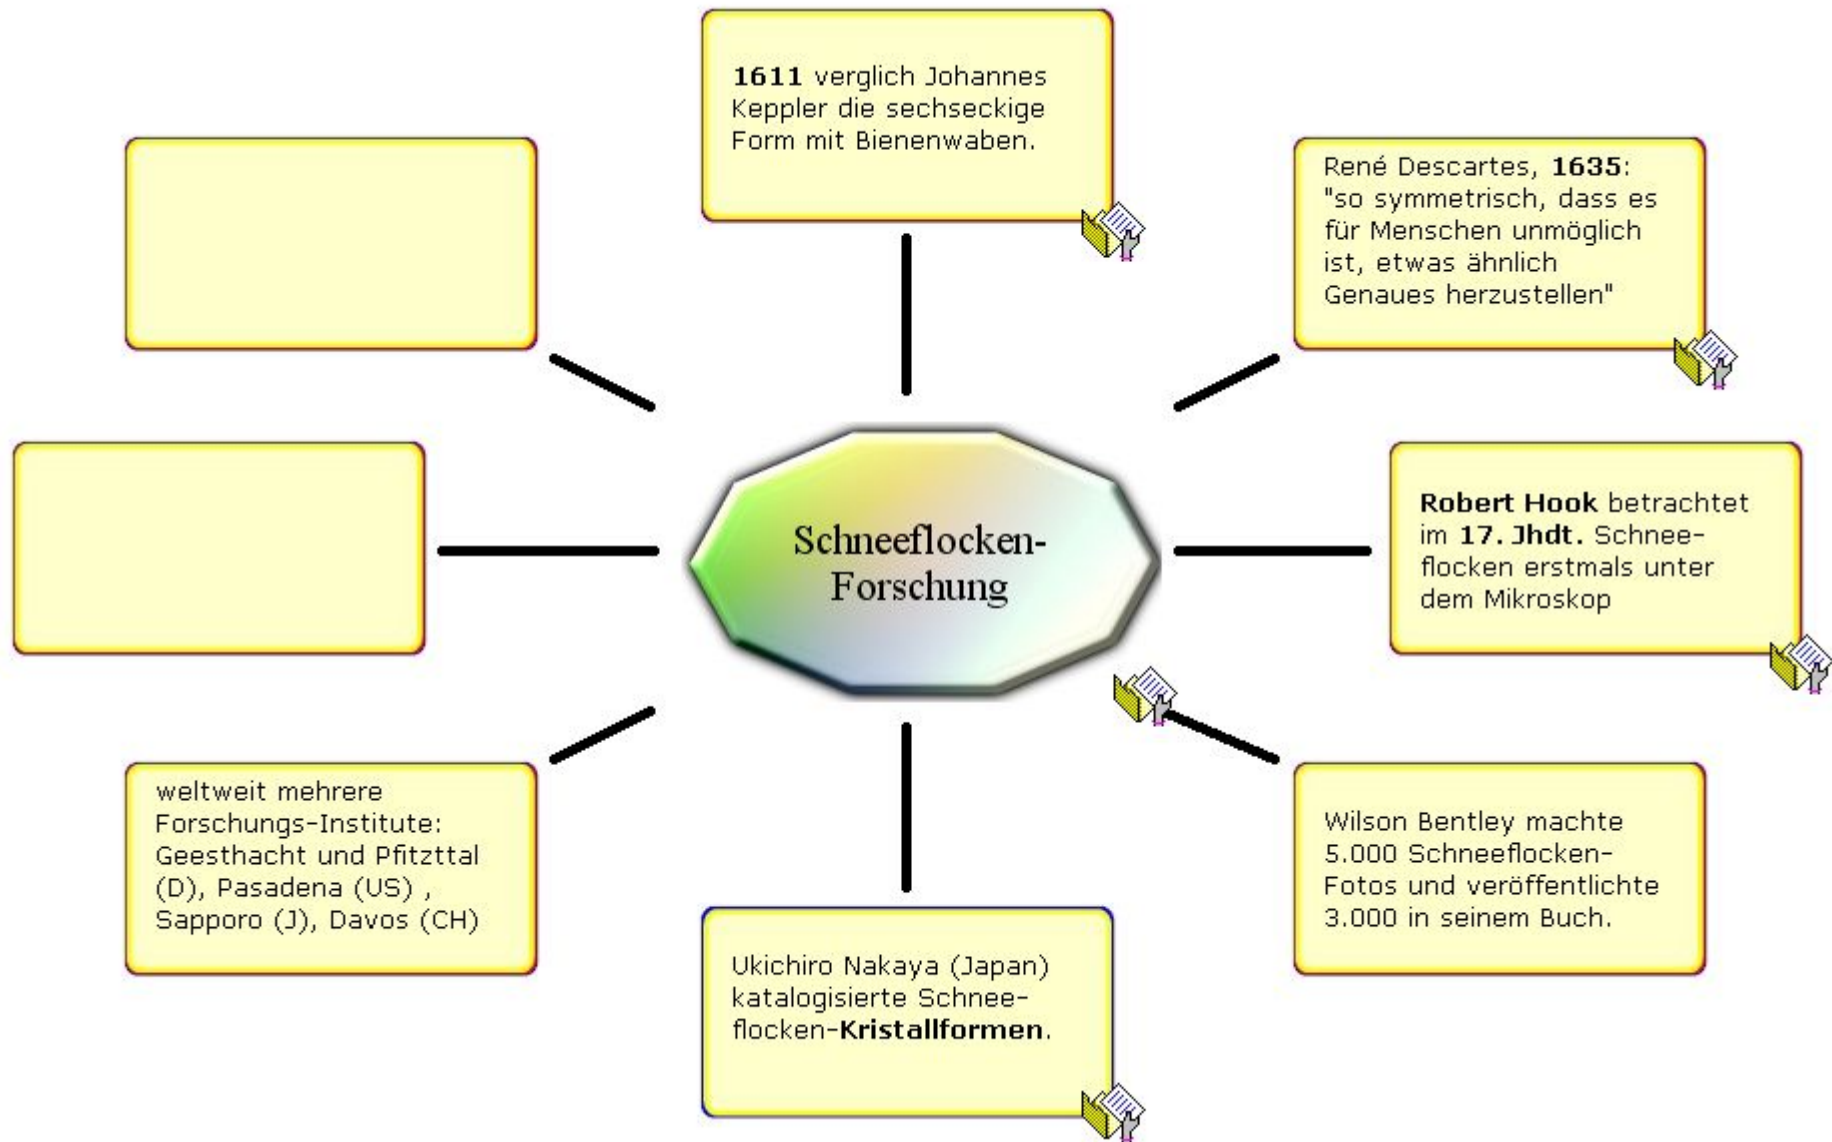 1611 verglich Johannes
Keppler die sechseckige
Form mit Bienenwaben.
René Descartes, 1635:
"so symmetrisch, dass es
für Menschen unmöglich
ist, etwas ähnlich
Genaues herzustellen"
Robert Hook betrachtet
im 17. Jhdt. Schnee-
flocken erstmals unter
dem Mikroskop
Schneeflocken-
Forschung
Wilson Bentley machte
5.000 Schneeflocken-
Fotos und veröffentlichte
3.000 in seinem Buch.
Ukichiro Nakaya (Japan)
katalogisierte Schnee-
flocken-Kristallformen.
weltweit mehrere
Forschungs-Institute:
Geesthacht und Pfitzttal
(D), Pasadena (US) ,
Sapporo (J), Davos (CH)